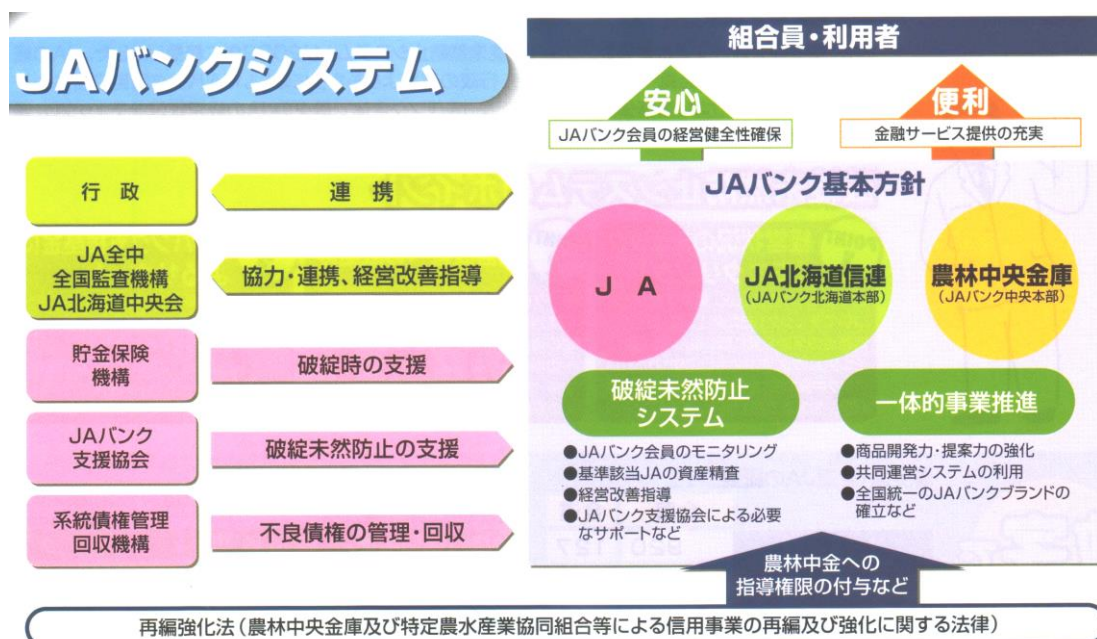 JAバンクシステム
組合員・利用者
安心
JAバンク会員の経営健全性確保
便利
金融サービス提供の充実
行 政
連 携
JA全中
全国監査機構
JA北海道中央会
協力・連携、経営改善指導
貯金保険
機構
破綻時の支援
JAバンク
支援協会
破綻未然防止の支援
系統債権管理
回収機構
不良債権の管理・回収
JAバンク基本方針
J A
JA北海道信連
(JAバンク北海道本部)
農林中央金庫
(JAバンク中央本部)
破綻未然防止
システム
●JAバンク会員のモニタリング
●基準該当JAの資産精査
●経営改善指導
●JAバンク支援協会による必要
なサポートなど
一体的事業推進
●商品開発力・提案力の強化
●共同運営システムの利用
●全国統一のJAバンクブランドの
確立など
農林中金への
指導権限の付与など
再編強化法(農林中央金庫及び特定農水産業協同組合等による信用事業の再編及び強化に関する法律)